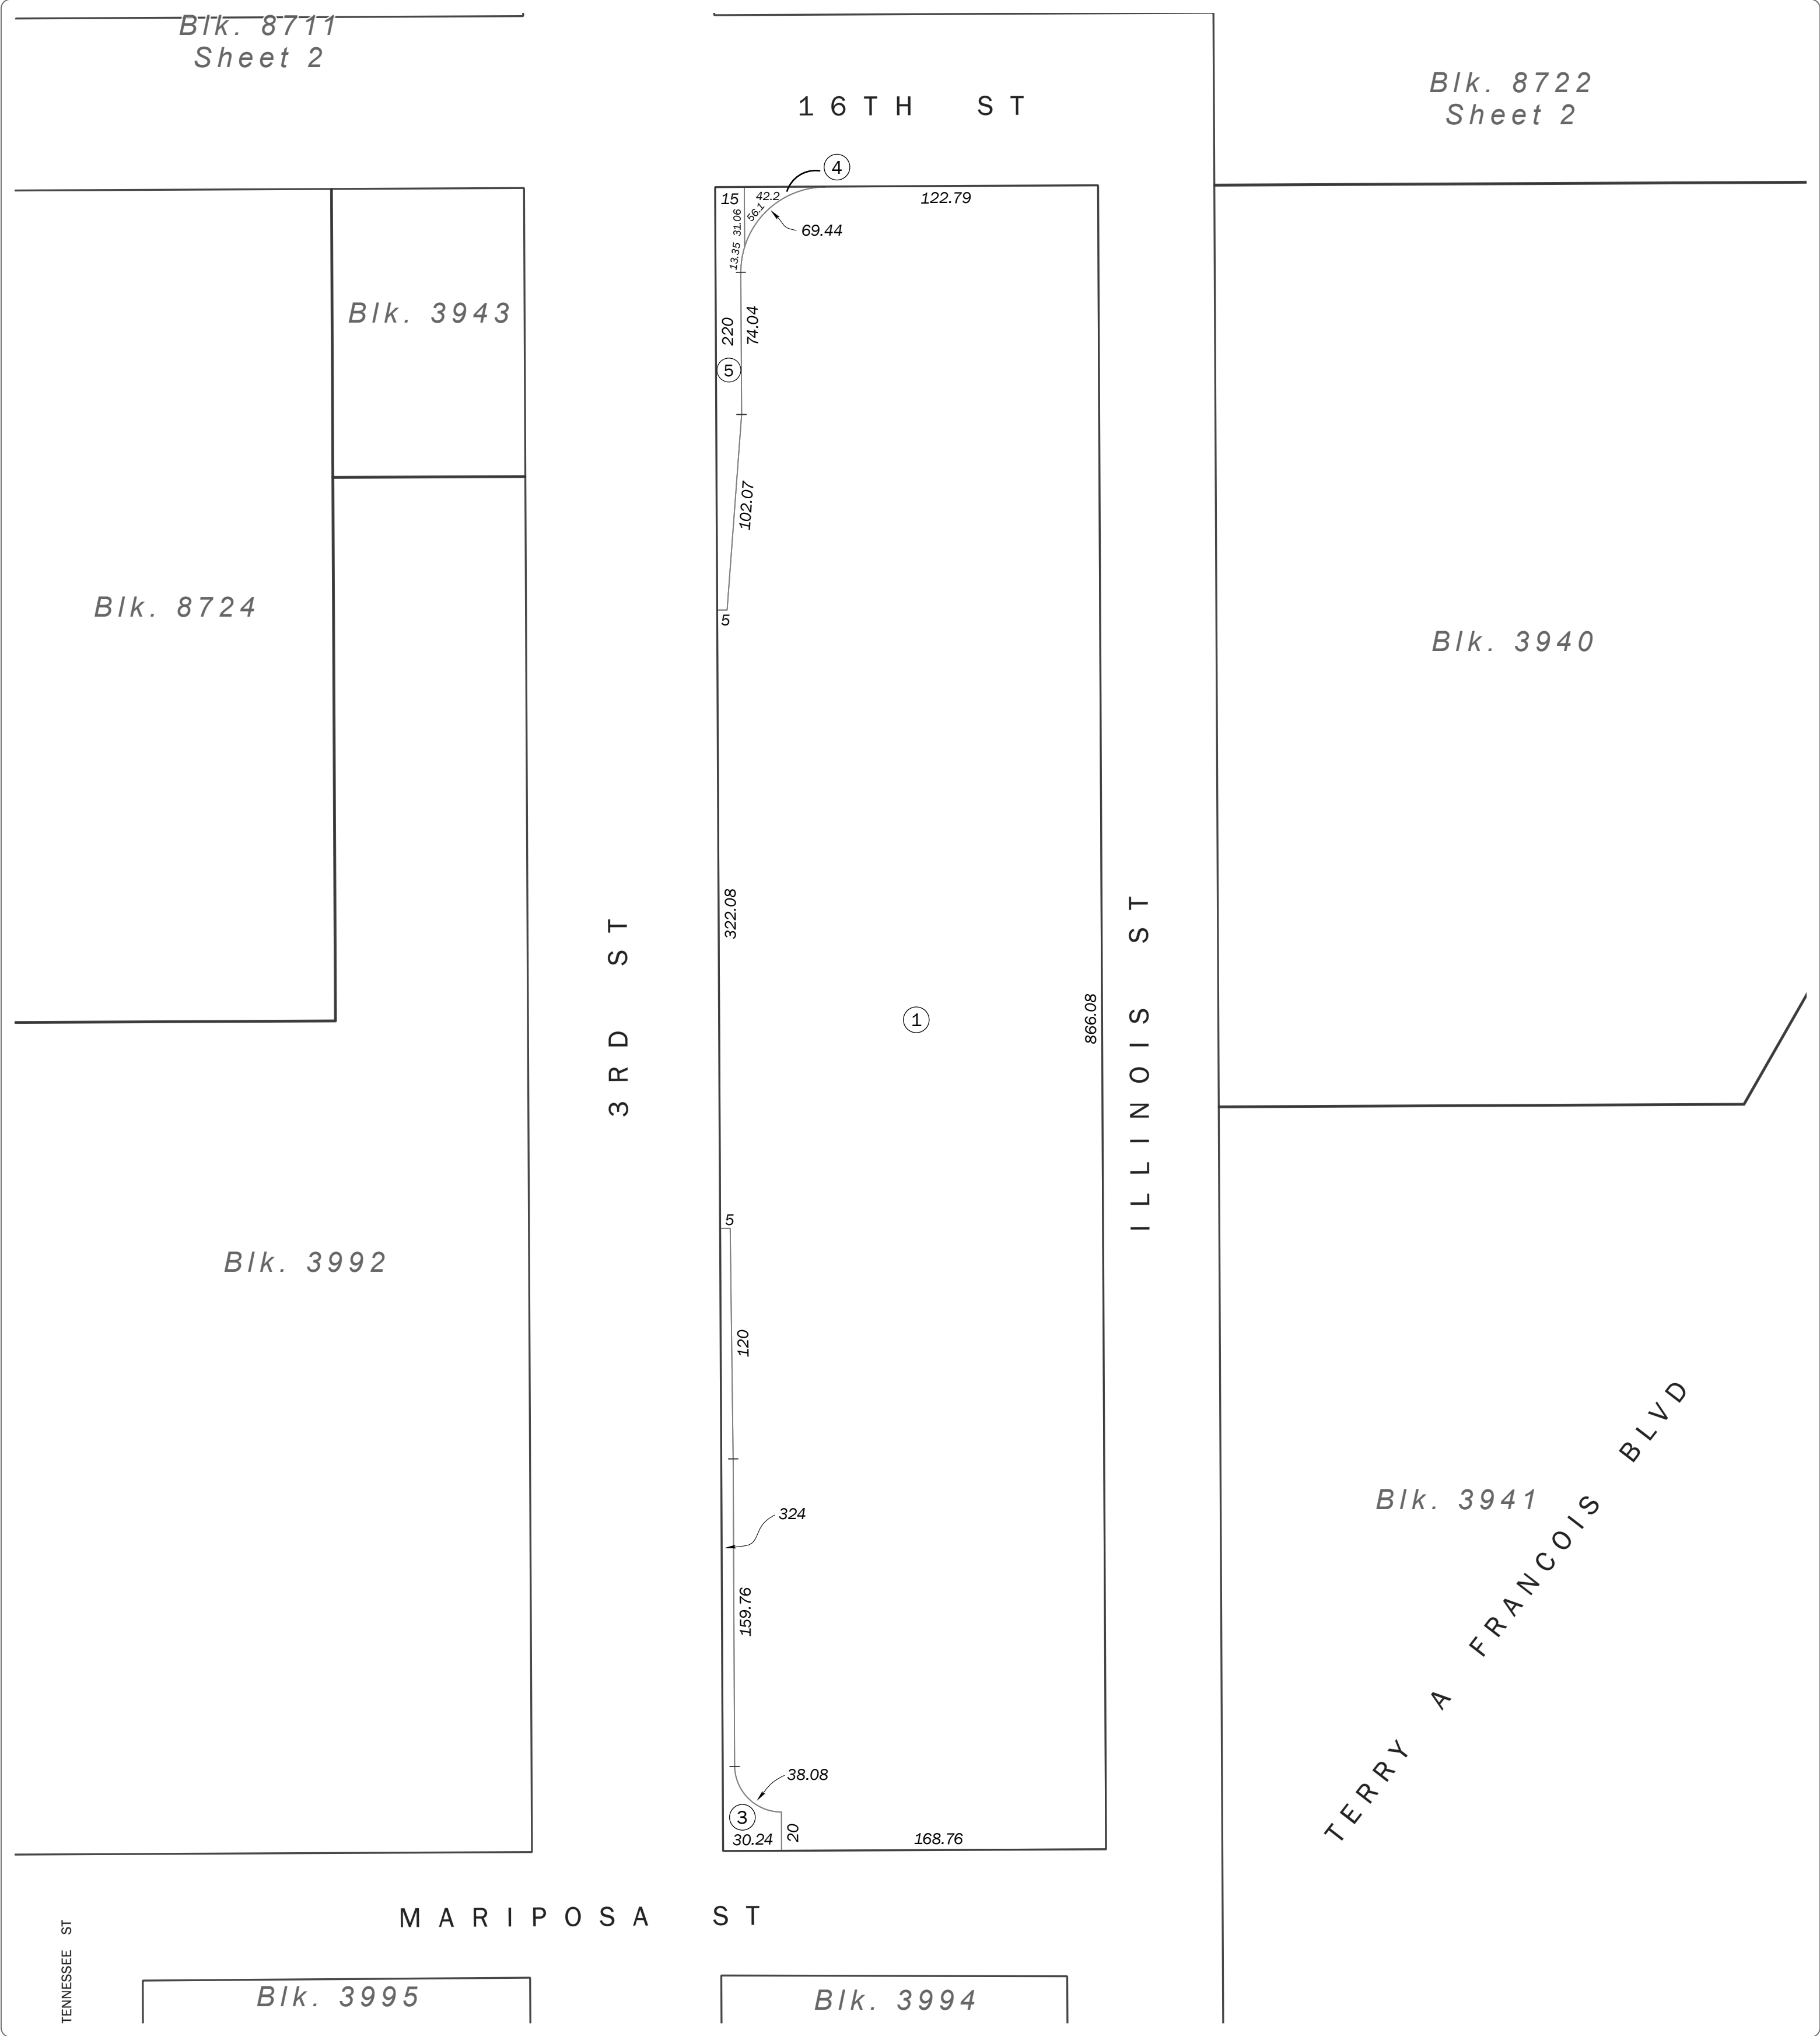 Blk. 8711
Sheet 2
16TH ST
Blk. 8722
Sheet 2
4
15
42.2
122.79
56.1
31.06
69.44
13.35
Blk. 3943
220
74.04
5
102.07
5
Blk. 8724
Blk. 3940
322.08
3RD ST
1
866.08
ILLINOIS ST
5
Blk. 3992
120
324
Blk. 3941
TERRY A FRANCOIS BLVD
159.76
38.08
3
30.24
20
168.76
MARIPOSA ST
TENNESSEE ST
Blk. 3995
Blk. 3994